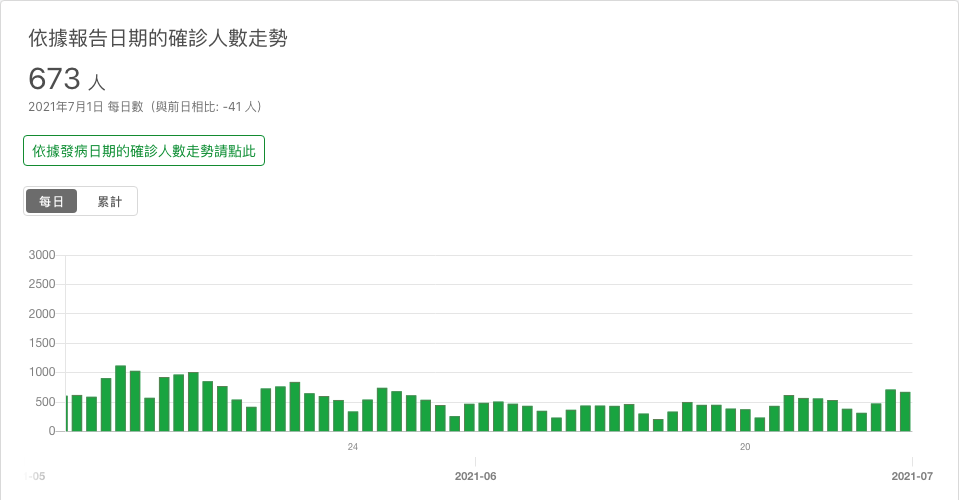 依據報告日期的確診人數走勢
673 人
2021年7月1日 每日數（與前日相比: -41 人）
依據發病日期的確診人數走勢請點此
每日 累計
3000
2500
2000
1500
1000
500
0
24 20
-05 2021-06 2021-07